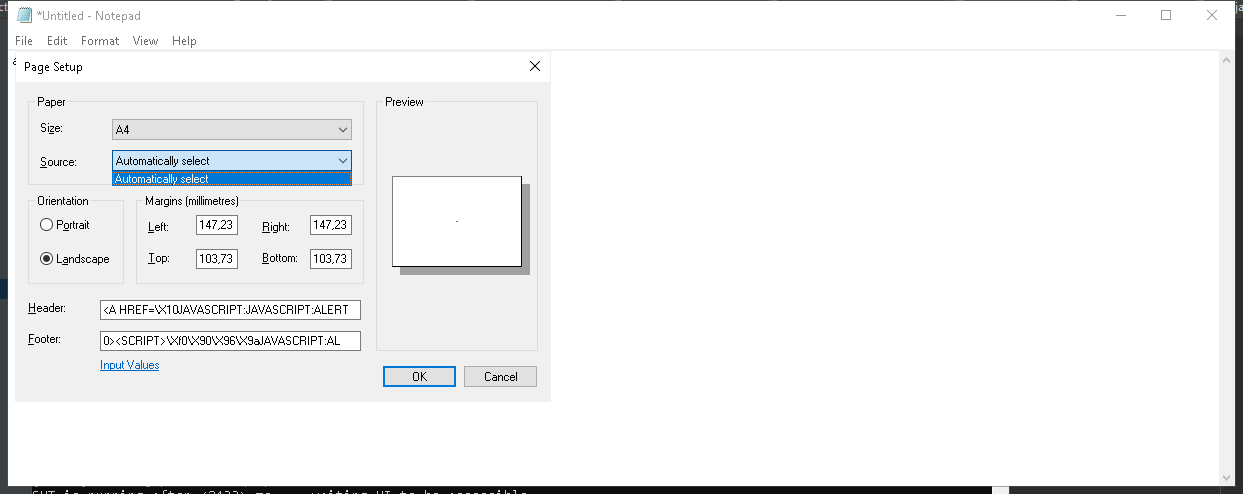 *Untitled - Notepad
File Edit Format View Help
Page Setup
Paper
Preview
Size: A4
Source: Automatically select
Automatically select
Orientation
Margins (millimetres)
Portrait
Left: 147,23 Right: 147,23
Landscape
Top: 103,73 Bottom: 103,73
Header: <A HREF=\X10JAVASCRIPT:JAVASCRIPT:ALERT
Footer: 0><SCRIPT>\Xf0\X90\X96\X9aJAVASCRIPT:AL
Input Values
OK Cancel